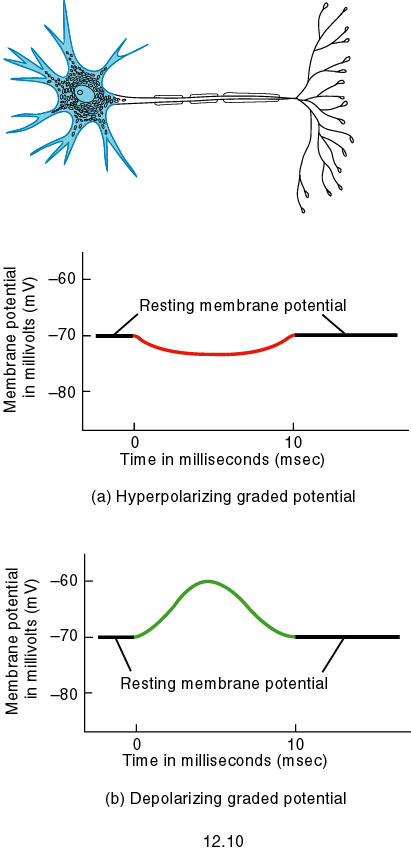 Membrane potential
in millivolts (mV)
–60
–70
–80
Resting membrane potential
0
10
Time in milliseconds (msec)
(a) Hyperpolarizing graded potential
Membrane potential
in millivolts (mV)
–60
–70
–80
Resting membrane potential
0
10
Time in milliseconds (msec)
(b) Depolarizing graded potential
12.10